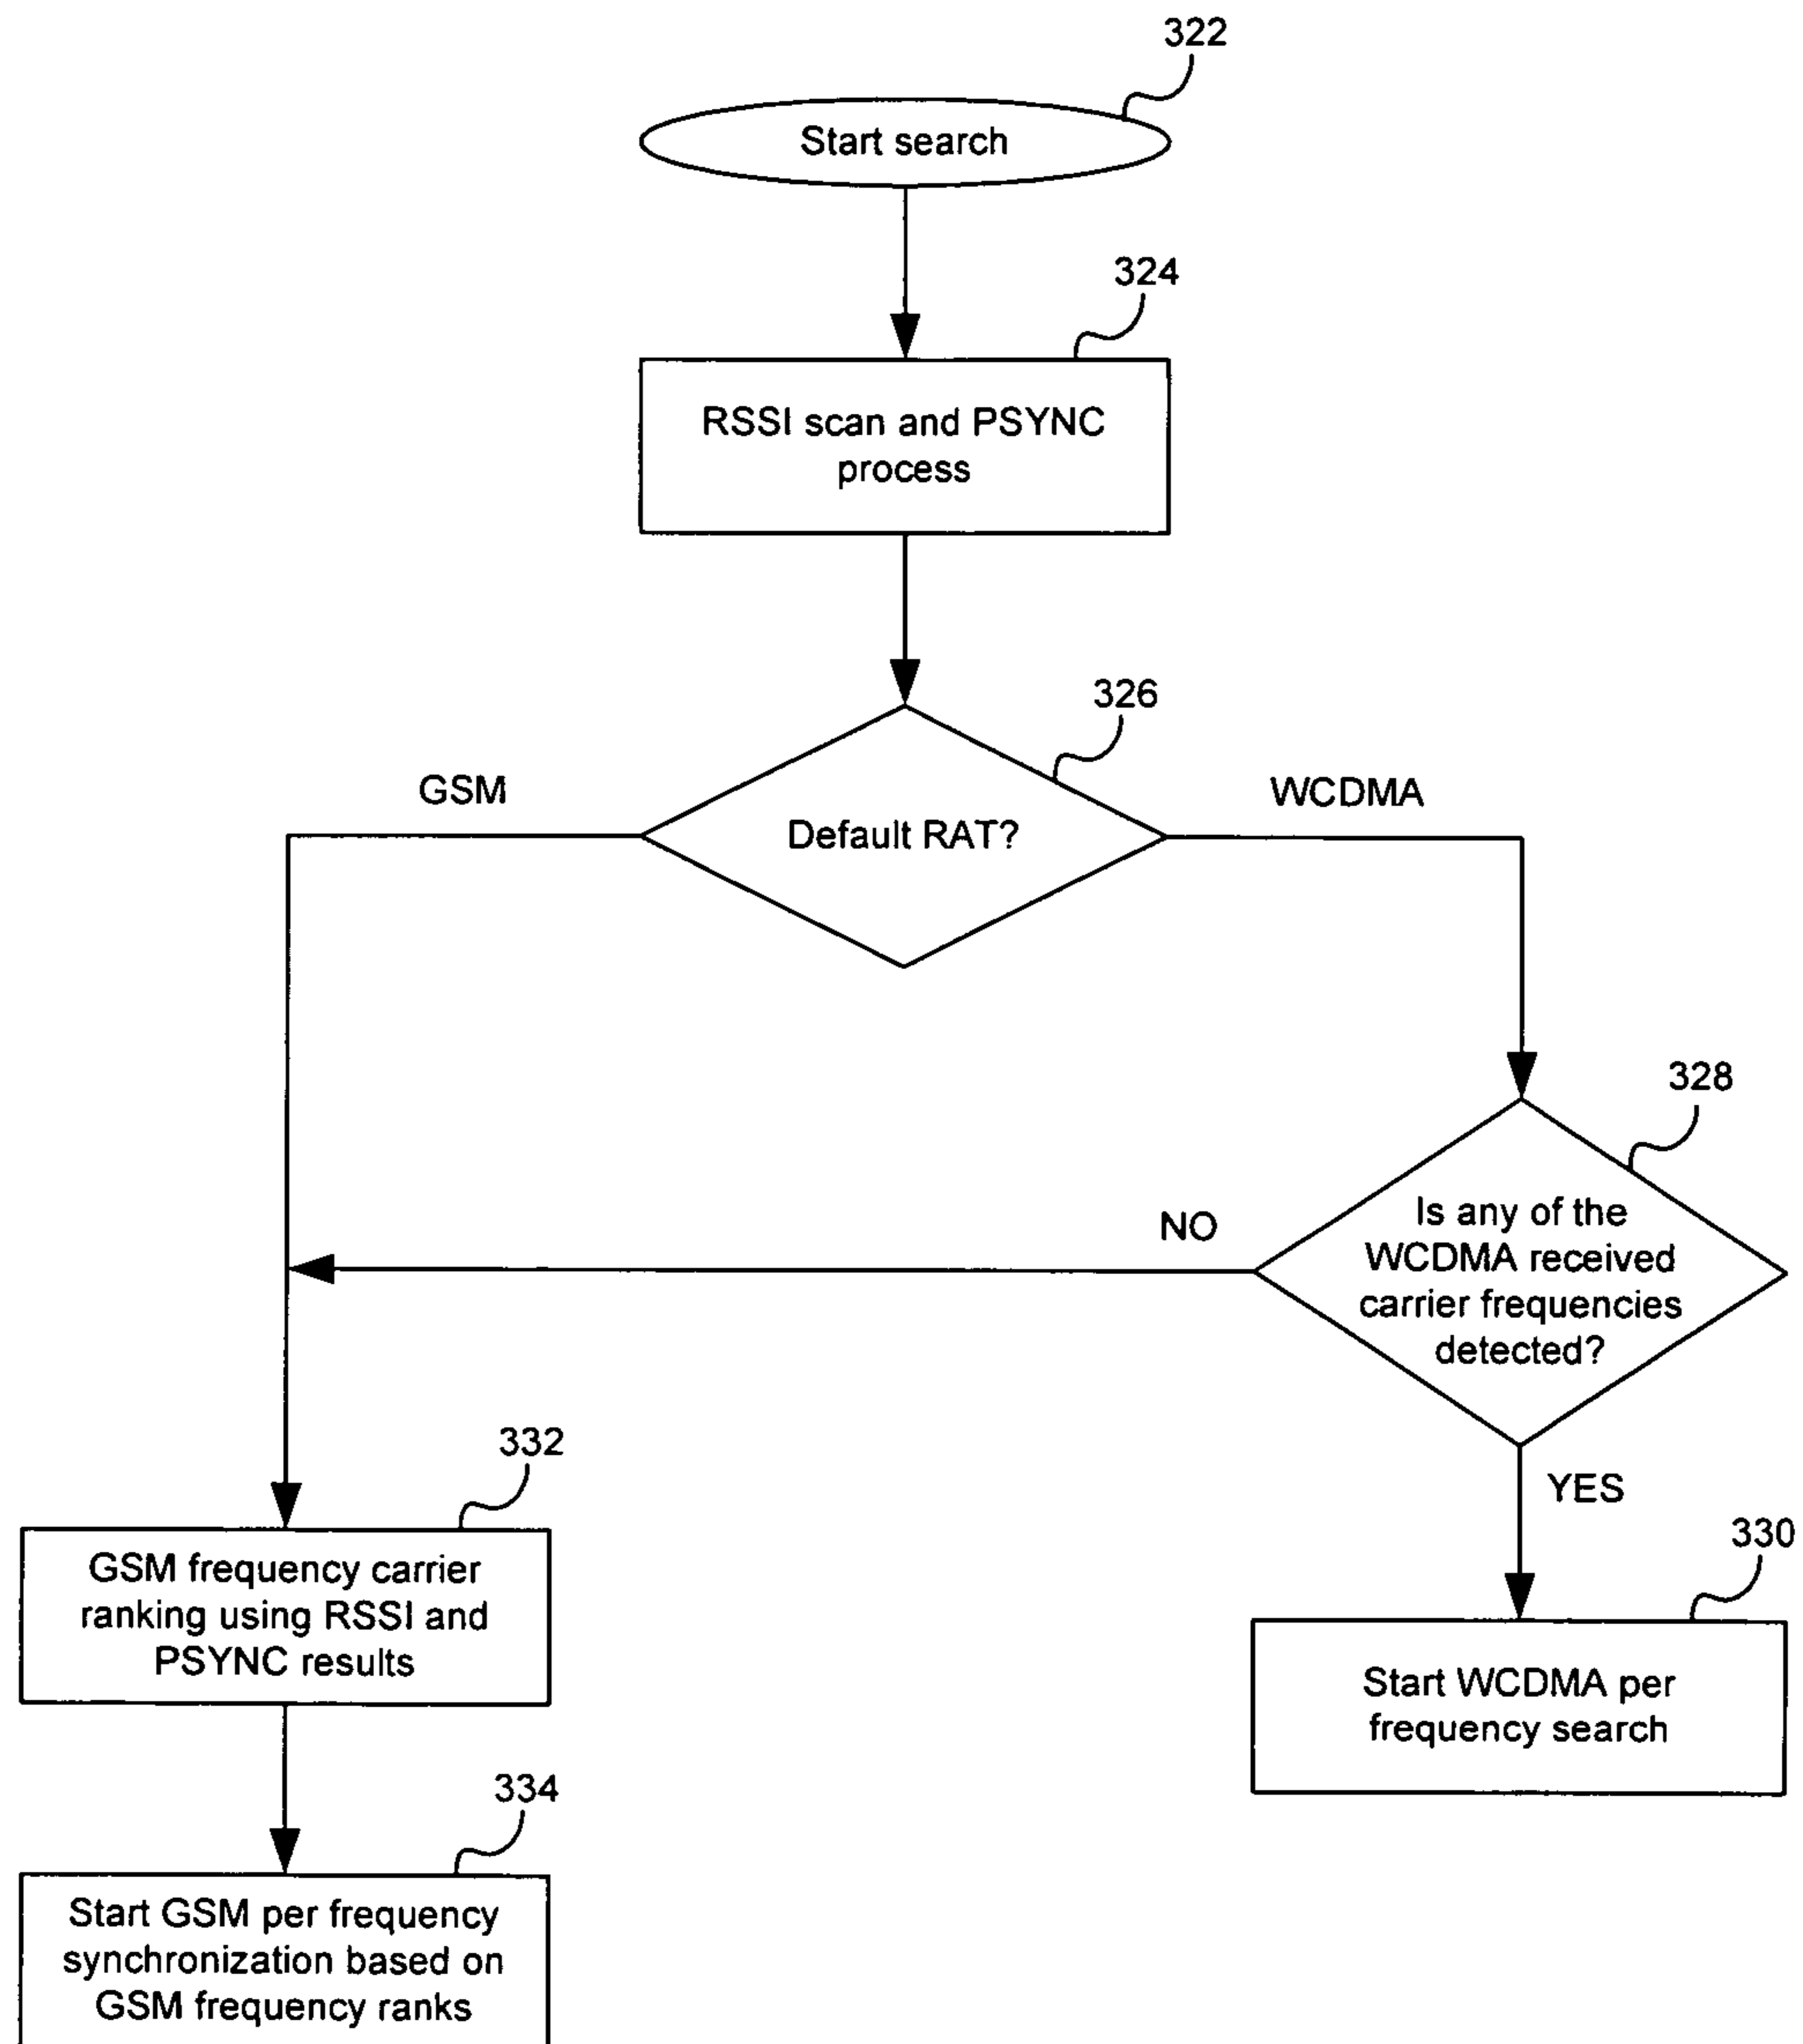 322
Start search
324
RSSI scan and PSYNC
process
326
GSM
WCDMA
Default RAT?
328
Is any of the
WCDMA received
carrier frequencies
detected?
NO
YES
332
GSM frequency carrier
ranking using RSSI and
PSYNC results
330
Start WCDMA per
frequency search
334
Start GSM per frequency
synchronization based on
GSM frequency ranks